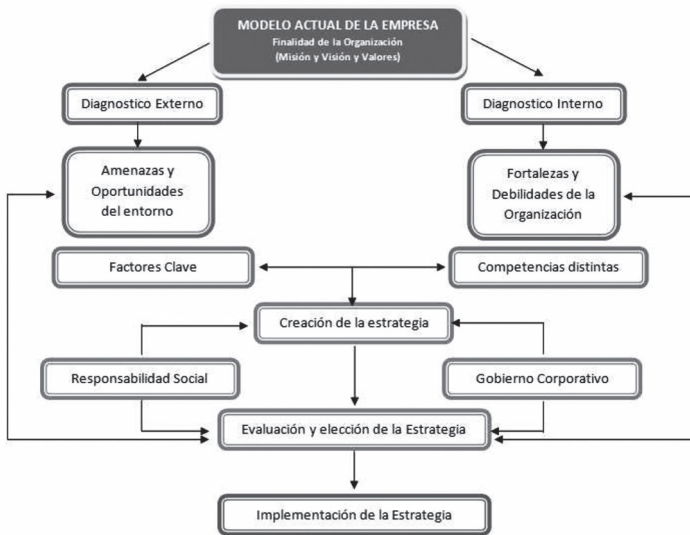 MODELO ACTUAL DE LA EMPRESA
Finalidad de la Organización
(Misión y Visión y Valores)
Diagnostico Externo
Diagnostico Interno
Amenazas y
Oportunidades
del entorno
Fortalezas y
Debilidades de la
Organización
Factores Clave
Competencias distintas
Creación de la estrategia
Responsabilidad Social
Gobierno Corporativo
Evaluación y elección de la Estrategia
Implementación de la Estrategia